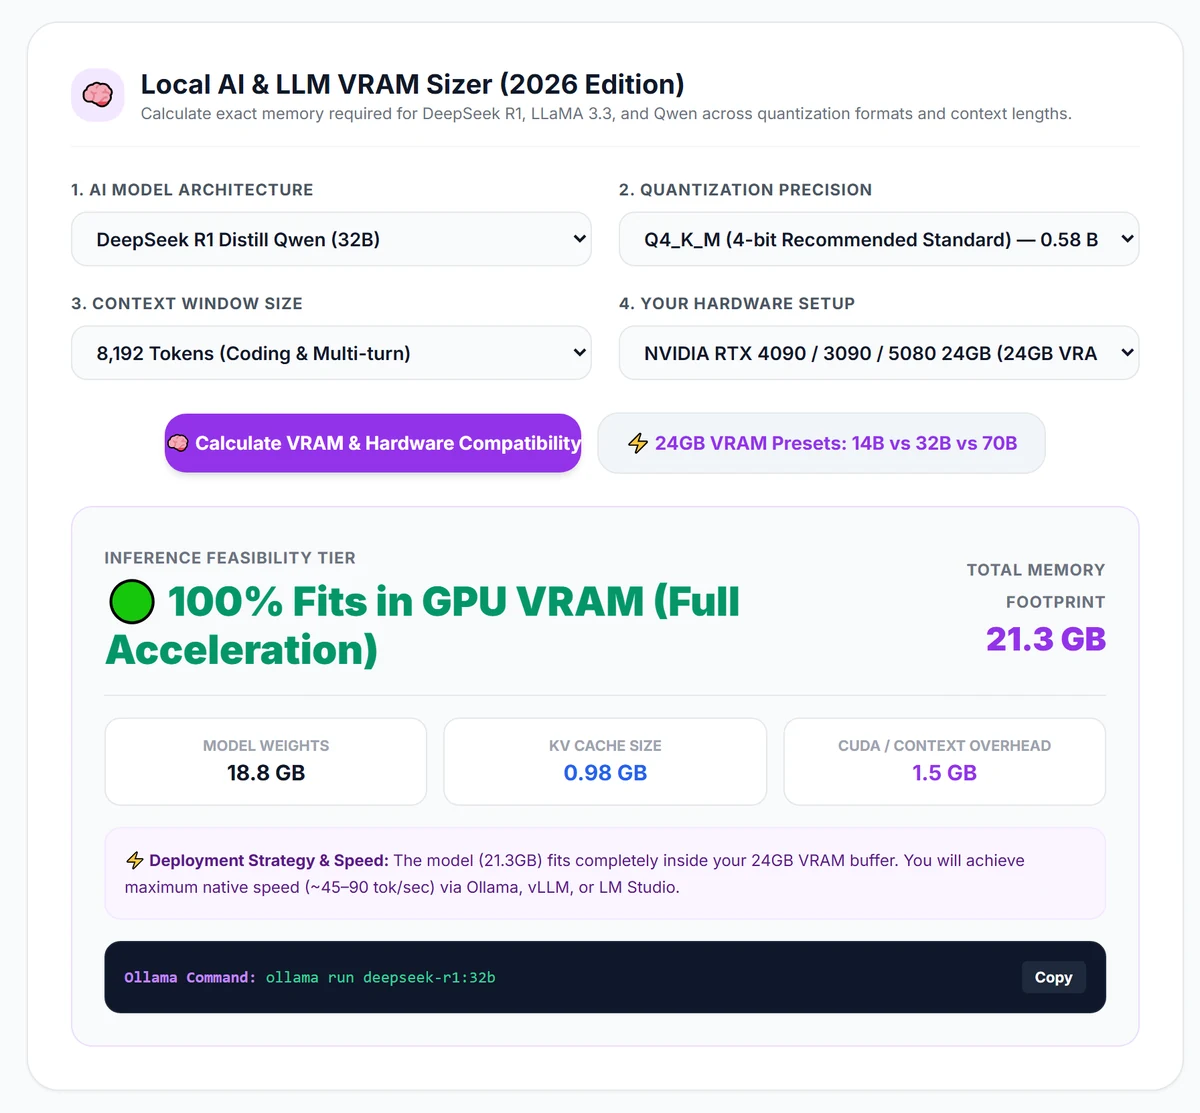 Local AI & LLM VRAM Sizer (2026 Edition)
Calculate exact memory required for DeepSeek R1, LLaMA 3.3, and Qwen across quantization formats and context lengths.
1. AI MODEL ARCHITECTURE
DeepSeek R1 Distill Qwen (32B)
2. QUANTIZATION PRECISION
Q4_K_M (4-bit Recommended Standard) — 0.58 B
3. CONTEXT WINDOW SIZE
8,192 Tokens (Coding & Multi-turn)
4. YOUR HARDWARE SETUP
NVIDIA RTX 4090 / 3090 / 5080 24GB (24GB VRA
🧠 Calculate VRAM & Hardware Compatibility
⚡ 24GB VRAM Presets: 14B vs 32B vs 70B
INFERENCE FEASIBILITY TIER
🟢 100% Fits in GPU VRAM (Full
Acceleration)
TOTAL MEMORY
FOOTPRINT
21.3 GB
MODEL WEIGHTS
18.8 GB
KV CACHE SIZE
0.98 GB
CUDA / CONTEXT OVERHEAD
1.5 GB
⚡ Deployment Strategy & Speed: The model (21.3GB) fits completely inside your 24GB VRAM buffer. You will achieve
maximum native speed (~45–90 tok/sec) via Ollama, vLLM, or LM Studio.
Ollama Command: ollama run deepseek-r1:32b
Copy